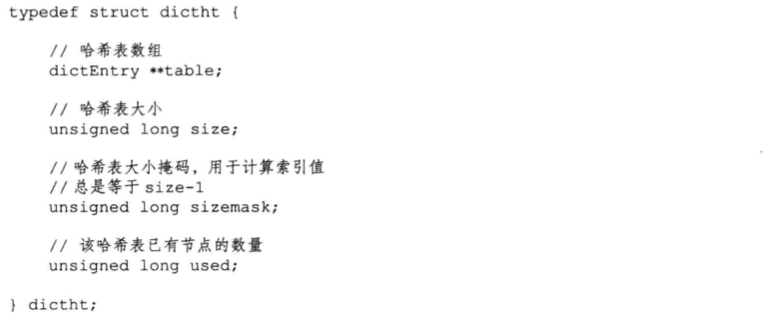 typedef struct dictht {
// 哈希表数组
dictEntry **table;
// 哈希表大小
unsigned long size;
// 哈希表大小掩码，用于计算索引值
// 总是等于 size-1
unsigned long sizemask;
// 该哈希表已有节点的数量
unsigned long used;
} dictht;